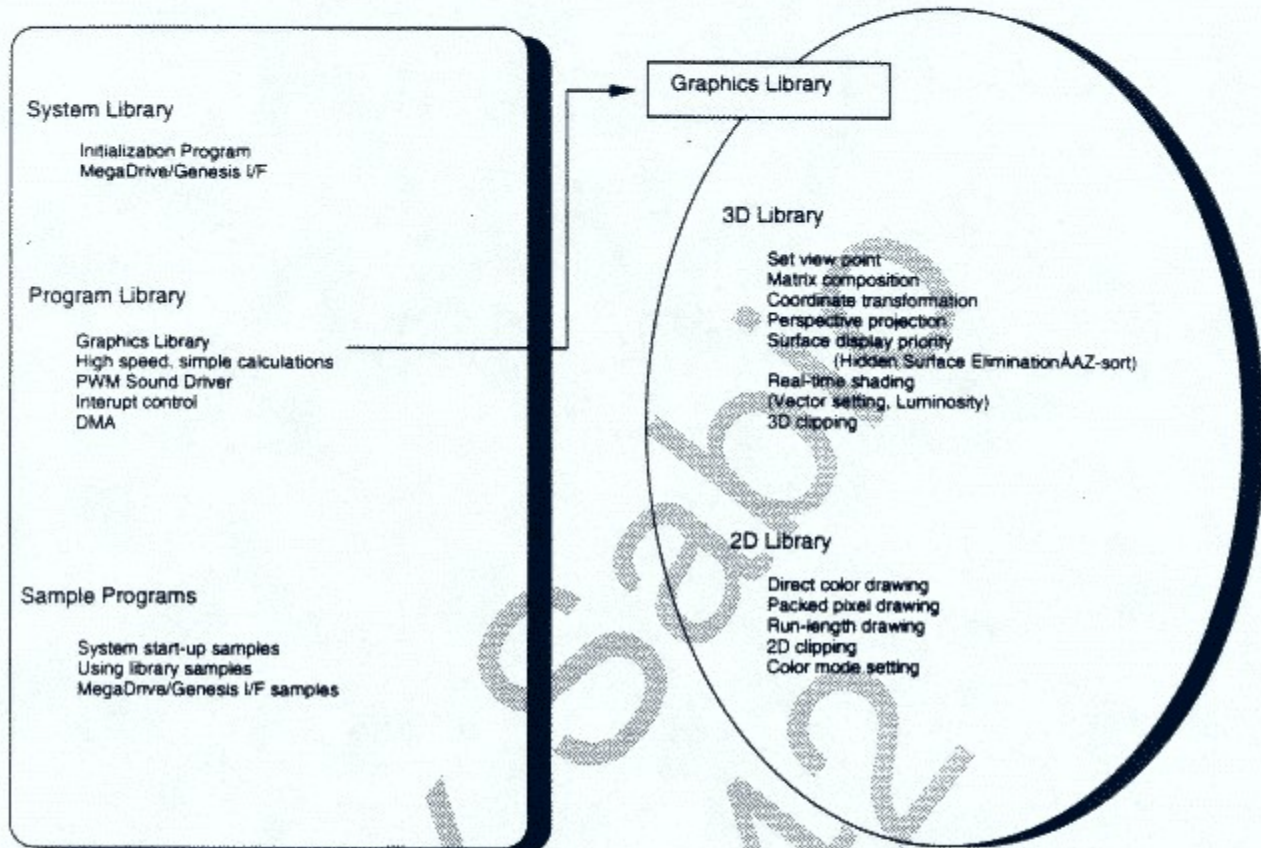 System Library
Initialization Program
MegaDrive/Genesis I/F
Program Library
Graphics Library
High speed, simple calculations
PWM Sound Driver
Interupt control
DMA
Sample Programs
System start-up samples
Using library samples
MegaDrive/Genesis I/F samples
Graphics Library
3D Library
Set view point
Matrix composition
Coordinate transformation
Perspective projection
Surface display priority
(Hidden Surface EliminationÅAZ-sort)
Real-time shading
(Vector setting, Luminosity)
3D clipping
2D Library
Direct color drawing
Packed pixel drawing
Run-length drawing
2D clipping
Color mode setting